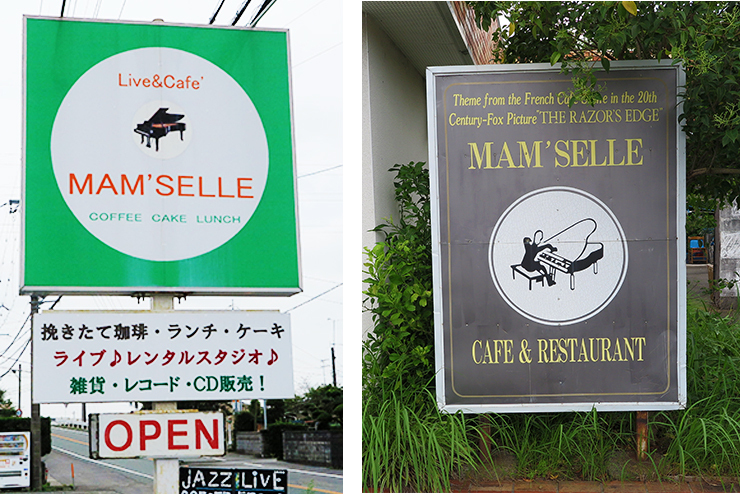 Live&Cafe'
MAM'SELLE
COFFEE CAKE LUNCH
挽きたて珈琲・ランチ・ケーキ
ライブ♪レンタルスタジオ♪
雑貨・レコード・CD販売!
OPEN
JAZZ LIVE
Theme from the French Cafe in the 20th
Century-Fox Picture "THE RAZOR'S EDGE"
MAM'SELLE
CAFE & RESTAURANT